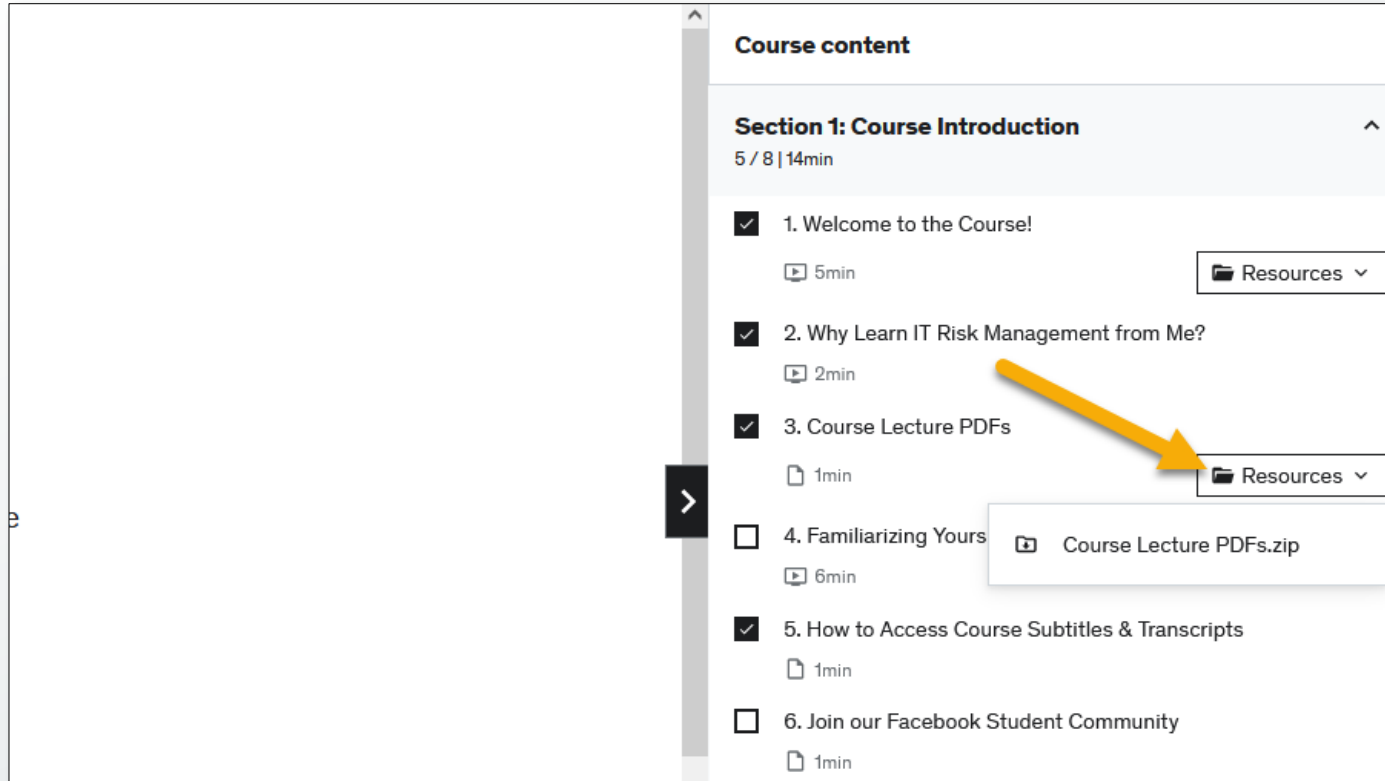 Course content
Section 1: Course Introduction
5 / 8 | 14min
1. Welcome to the Course!
5min
Resources
2. Why Learn IT Risk Management from Me?
2min
3. Course Lecture PDFs
1min
Resources
e
4. Familiarizing Yours
Course Lecture PDFs.zip
6min
5. How to Access Course Subtitles & Transcripts
1min
6. Join our Facebook Student Community
1min